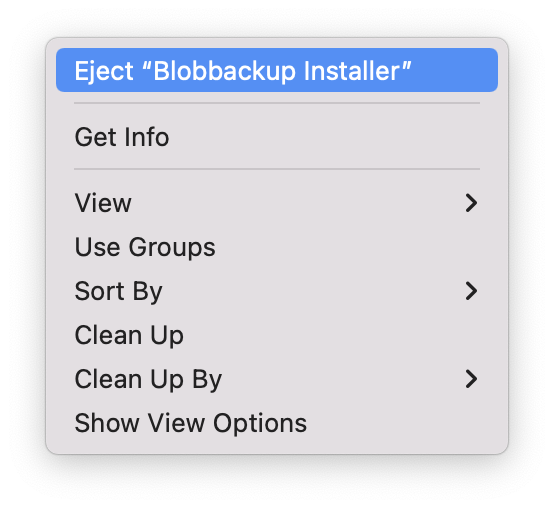 Eject “Blobbackup Installer”
Get Info
View
Use Groups
Sort By
Clean Up
Clean Up By
Show View Options